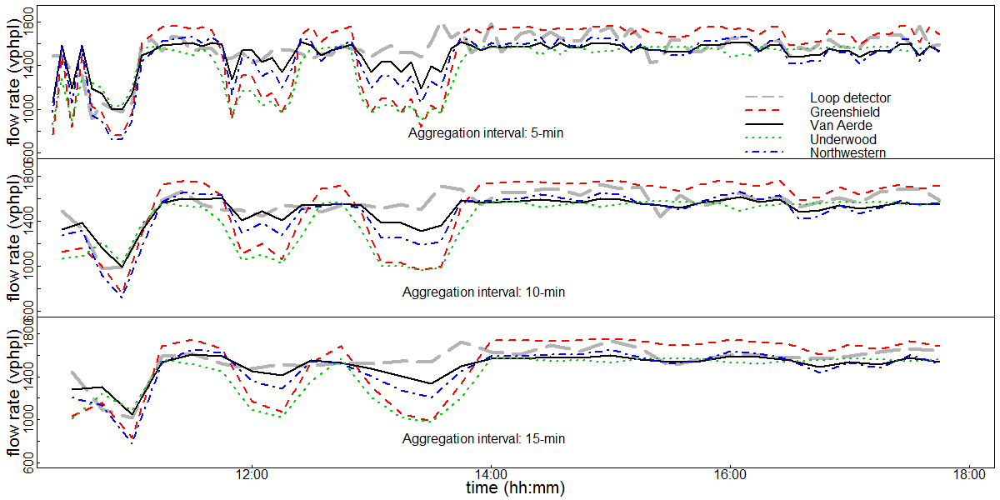 flow rate (vphpl)
600 1000 1400 1800
Loop detector
Greenshield
Van Aerde
Underwood
Northwestern
Aggregation interval: 5-min
flow rate (vphpl)
600 1000 1400 1800
Aggregation interval: 10-min
flow rate (vphpl)
600 1000 1400 1800
Aggregation interval: 15-min
12:00 14:00 16:00 18:00
time (hh:mm)